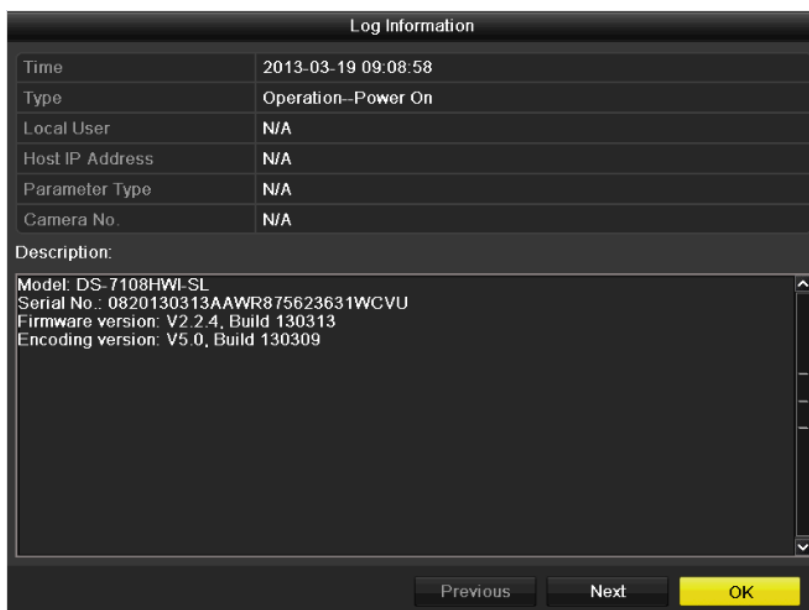 Log Information
Time 2013-03-19 09:08:58
Type Operation--Power On
Local User N/A
Host IP Address N/A
Parameter Type N/A
Camera No. N/A
Description:
Model: DS-7108HWI-SL
Serial No.: 0820130313AAWR875623631WCVU
Firmware version: V2.2.4, Build 130313
Encoding version: V5.0, Build 130309
Previous Next OK